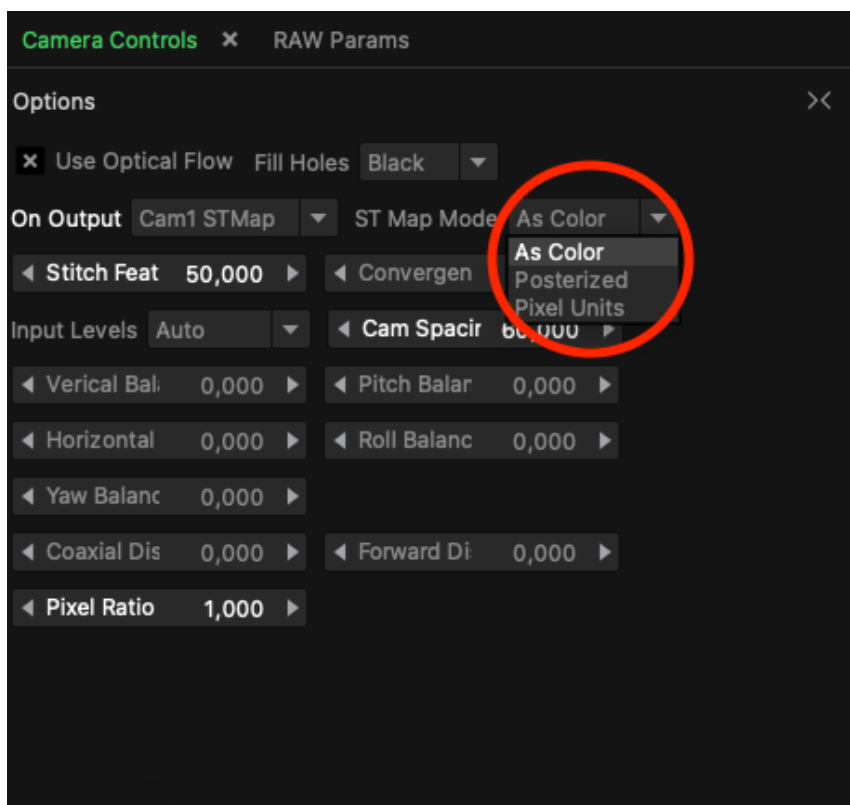 Camera Controls × RAW Params
Options
× Use Optical Flow Fill Holes Black
On Output Cam1 STMap ST Map Mode As Color
As Color
Posterized
Pixel Units
Stitch Feat 50,000 Convergen
Input Levels Auto Cam Spacir 60,000
Verical Bal 0,000 Pitch Balar 0,000
Horizontal 0,000 Roll Balanc 0,000
Yaw Balanc 0,000
Coaxial Dis 0,000 Forward Di 0,000
Pixel Ratio 1,000